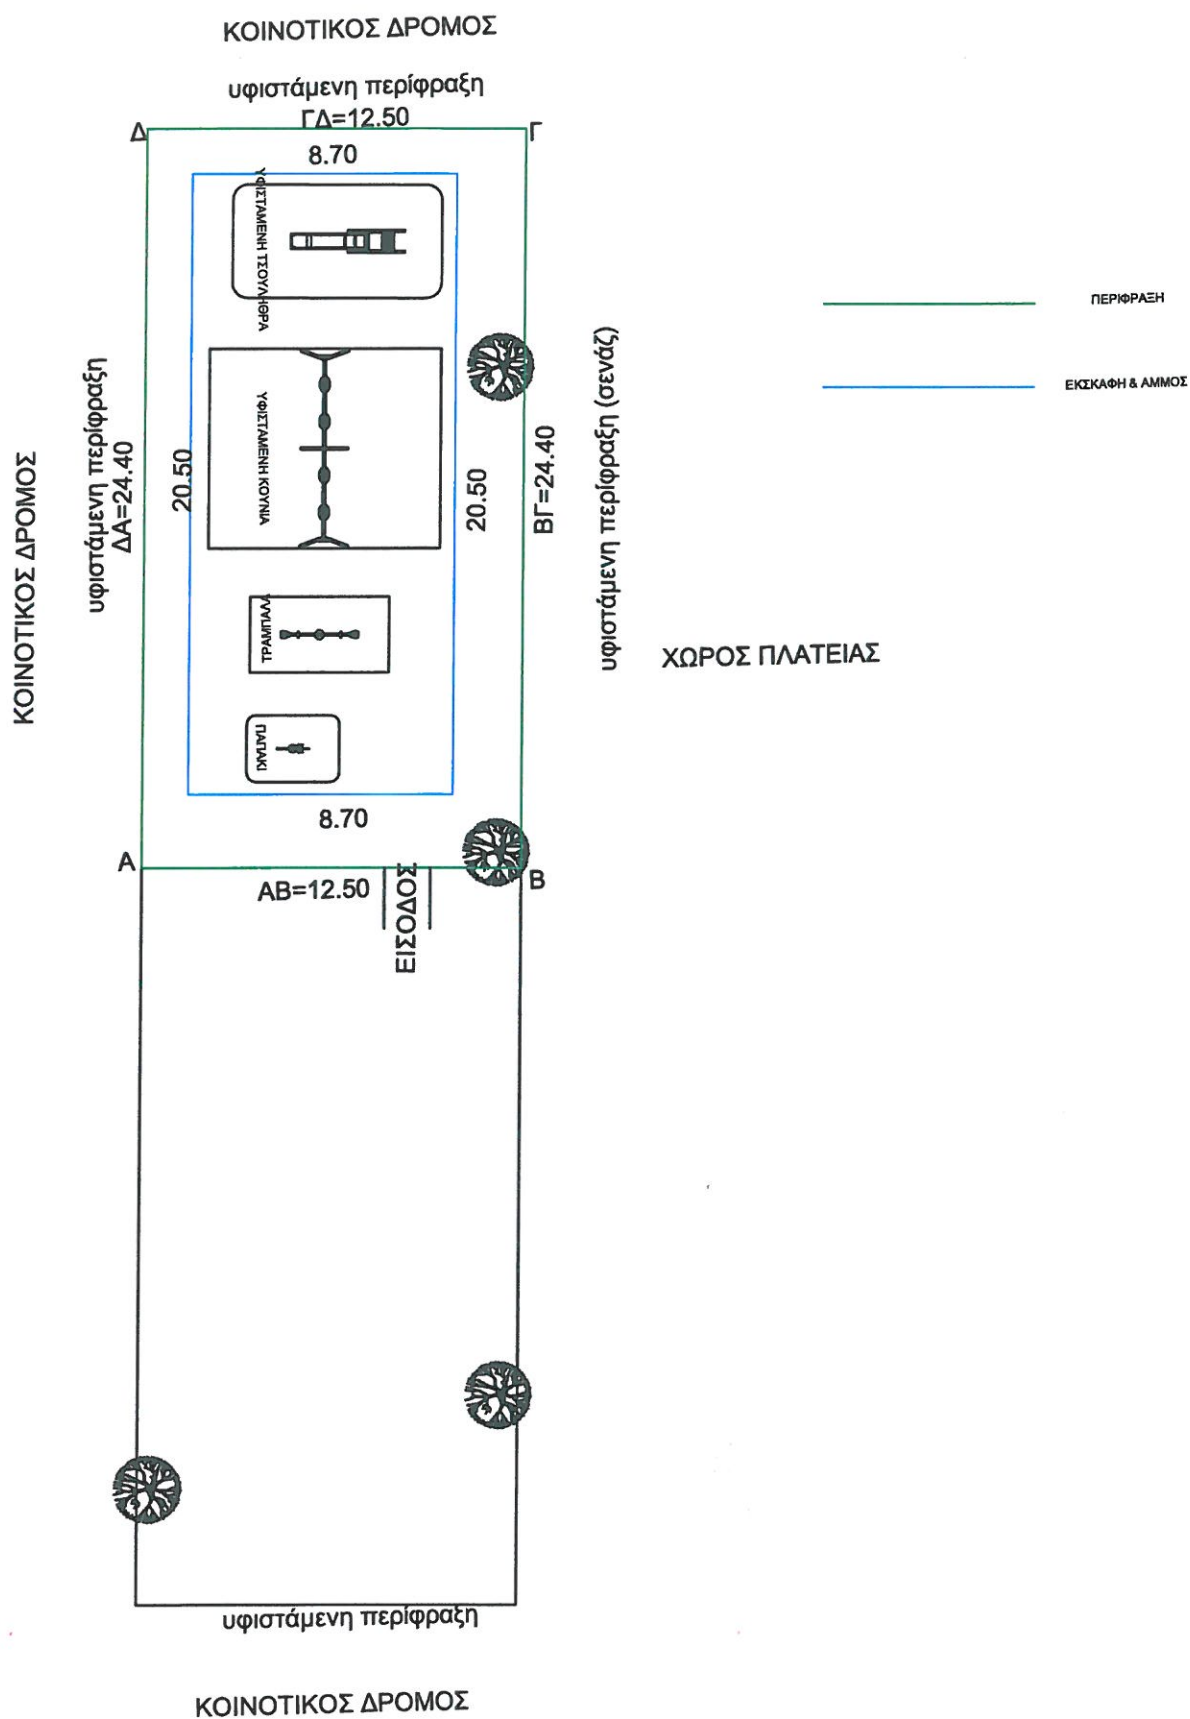 ΚΟΙΝΟΤΙΚΟΣ ΔΡΟΜΟΣ
υφιστάμενη περίφραξη
ΓΔ=12.50
Δ
Γ
8.70
ΥΦΙΣΤΑΜΕΝΗ ΤΣΟΥΛΗΘΡΑ
ΠΕΡΙΦΡΑΞΗ
ΕΚΣΚΑΦΗ & ΑΜΜΟΣ
ΚΟΙΝΟΤΙΚΟΣ ΔΡΟΜΟΣ
υφιστάμενη περίφραξη
ΔΑ=24.40
20.50
ΥΦΙΣΤΑΜΕΝΗ ΚΟΥΝΙΑ
20.50
ΒΓ=24.40
υφιστάμενη περίφραξη (σενάζ)
ΧΩΡΟΣ ΠΛΑΤΕΙΑΣ
ΤΡΑΜΠΑΛΑ
ΠΑΠΑΚΙ
8.70
Α
Β
ΑΒ=12.50
ΕΙΣΟΔΟΣ
υφιστάμενη περίφραξη
ΚΟΙΝΟΤΙΚΟΣ ΔΡΟΜΟΣ